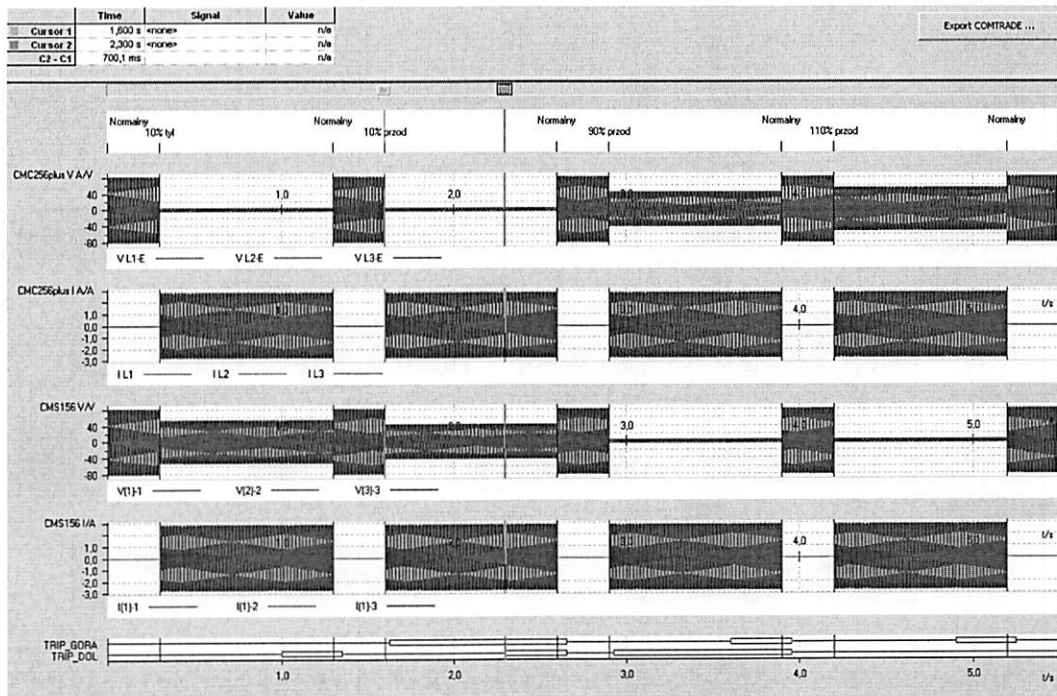 Time Signal Value
Cursor 1 1,600 s <none> n/a
Cursor 2 2,300 s <none> n/a
C2 - C1 700,1 ms n/a
Export COMTRADE ...
Normalny Normalny Normalny Normalny Normalny
10% tył 10% przod 90% przod 110% przod
CMC256plus V A/V
40
0
-40
-80
1,0 2,0
V L1-E V L2-E V L3-E
CMC256plus I A/A
1,0
0,0
-1,0
-2,0
-3,0
4,0
t/s
I L1 I L2 I L3
CMS156 V/V
40
0
-40
-80
3,0 5,0
V(1)-1 V(2)-2 V(3)-3
CMS156 I/A
1,0
0,0
-1,0
-2,0
-3,0
4,0
t/s
I(1)-1 I(1)-2 I(1)-3
TRIP_GORA
TRIP_DOL
1,0 2,0 3,0 4,0 5,0 t/s